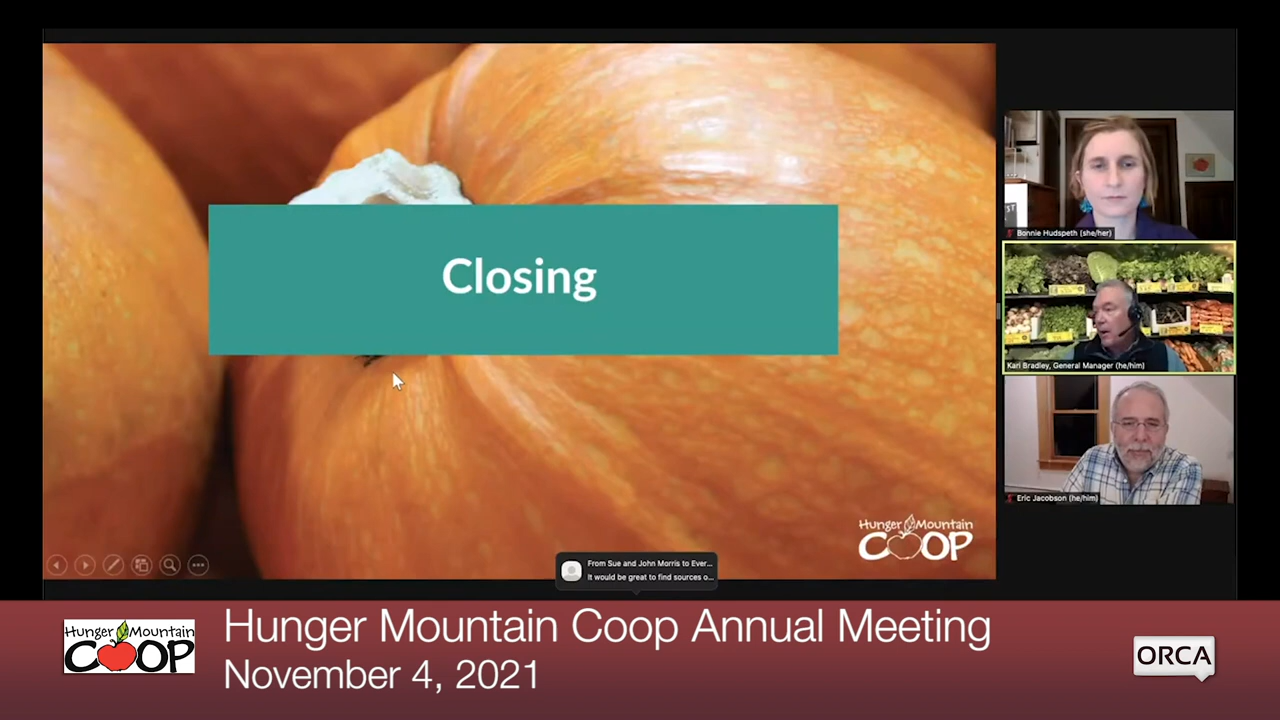 Closing
Hunger Mountain
COOP
Bonnie Hudspeth (she/her)
Kari Bradley, General Manager (he/him)
Eric Jacobson (he/him)
From Sue and John Morris to Ever...
It would be great to find sources o...
Hunger Mountain
COOP
Hunger Mountain Coop Annual Meeting
November 4, 2021
ORCA